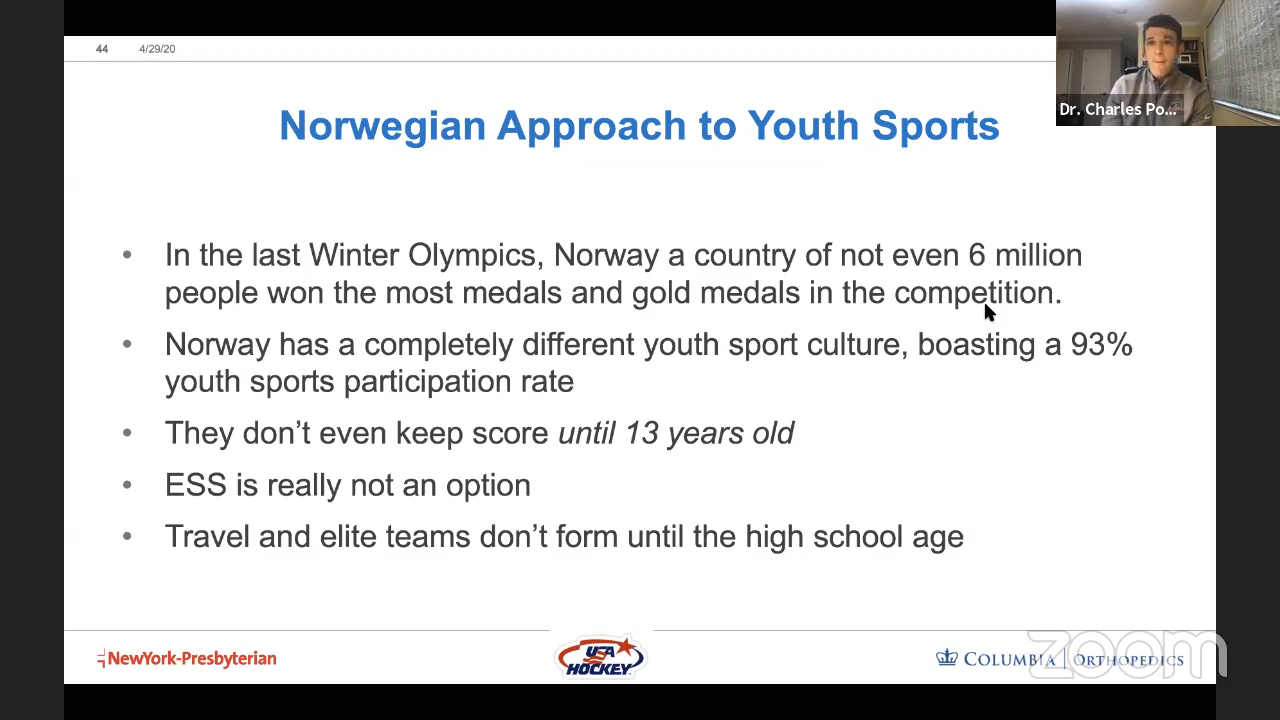 44 4/29/20
Dr. Charles Po...
Norwegian Approach to Youth Sports
• In the last Winter Olympics, Norway a country of not even 6 million
people won the most medals and gold medals in the competition.
• Norway has a completely different youth sport culture, boasting a 93%
youth sports participation rate
• They don’t even keep score until 13 years old
• ESS is really not an option
• Travel and elite teams don’t form until the high school age
NewYork-Presbyterian
USA
HOCKEY
COLUMBIA | ORTHOPEDICS
zoom